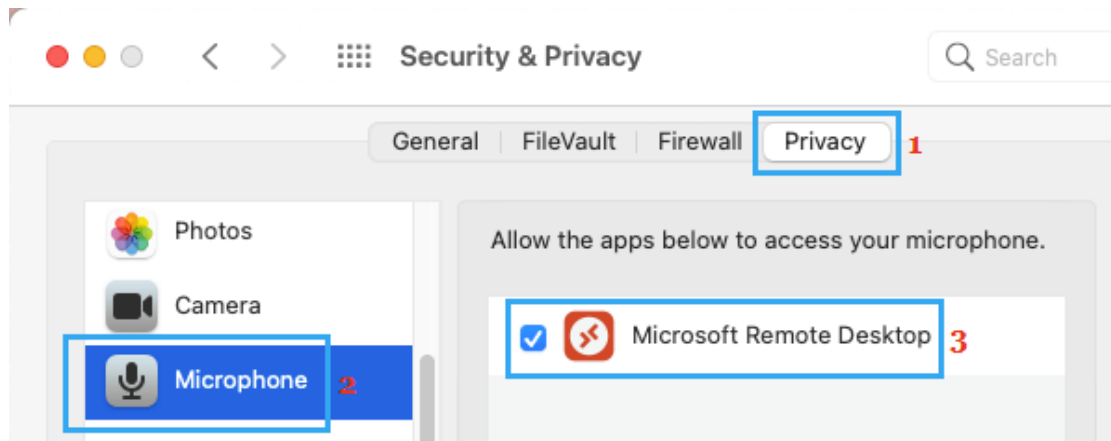 Security & Privacy
Search
General FileVault Firewall Privacy 1
Photos
Camera
Microphone 2
Allow the apps below to access your microphone.
Microsoft Remote Desktop 3